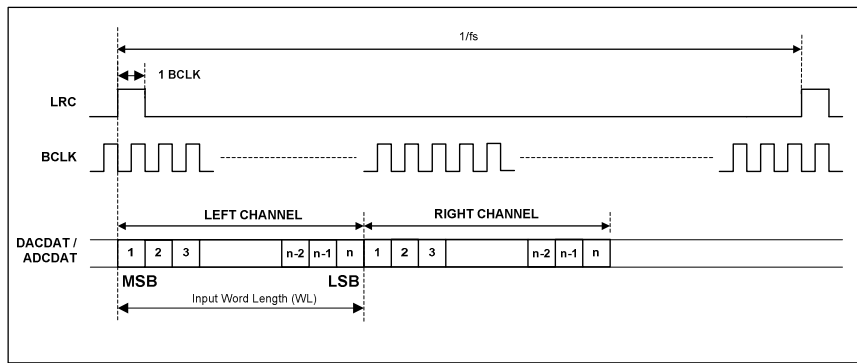 1/fs
1 BCLK
LRC
BCLK
LEFT CHANNEL
RIGHT CHANNEL
DACDAT /
ADCDAT
1 2 3 n-2 n-1 n 1 2 3 n-2 n-1 n
MSB LSB
Input Word Length (WL)